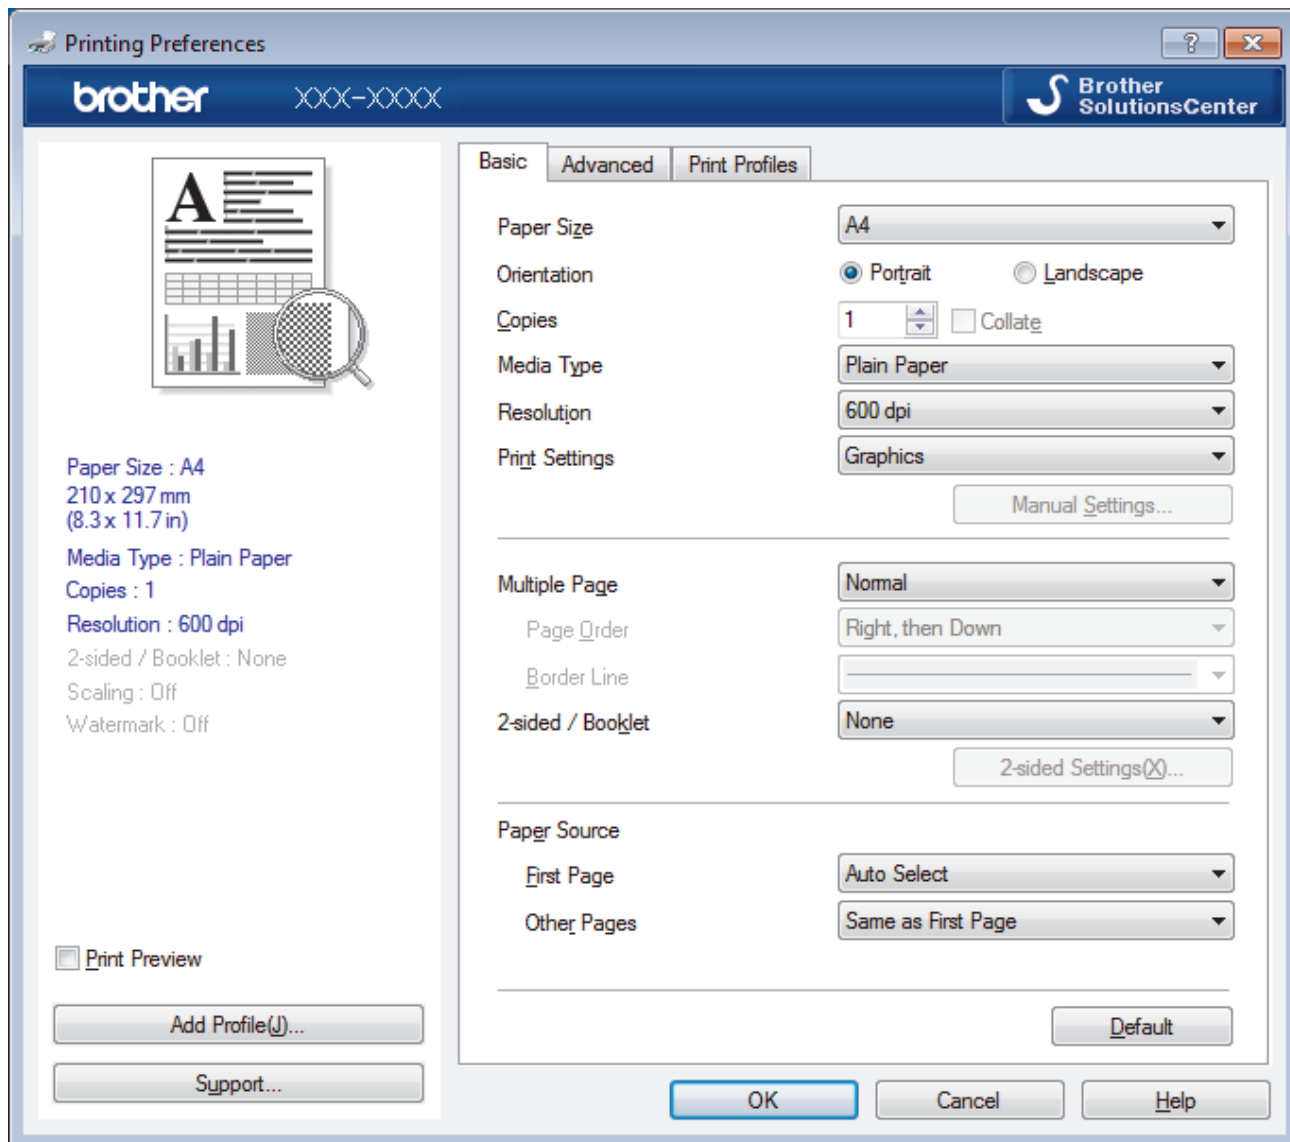 Printing Preferences
?
brother XXX-XXXX Brother
SolutionsCenter
A
Paper Size : A4
210 x 297 mm
(8.3 x 11.7 in)
Media Type : Plain Paper
Copies : 1
Resolution : 600 dpi
2-sided / Booklet : None
Scaling : Off
Watermark : Off
Print Preview
Add Profile(J)...
Support...
Basic Advanced Print Profiles
Paper Size A4
Orientation Portrait Landscape
Copies 1 Collate
Media Type Plain Paper
Resolution 600 dpi
Print Settings Graphics
Manual Settings...
Multiple Page Normal
Page Order Right, then Down
Border Line
2-sided / Booklet None
2-sided Settings(X)...
Paper Source
First Page Auto Select
Other Pages Same as First Page
Default
OK Cancel Help